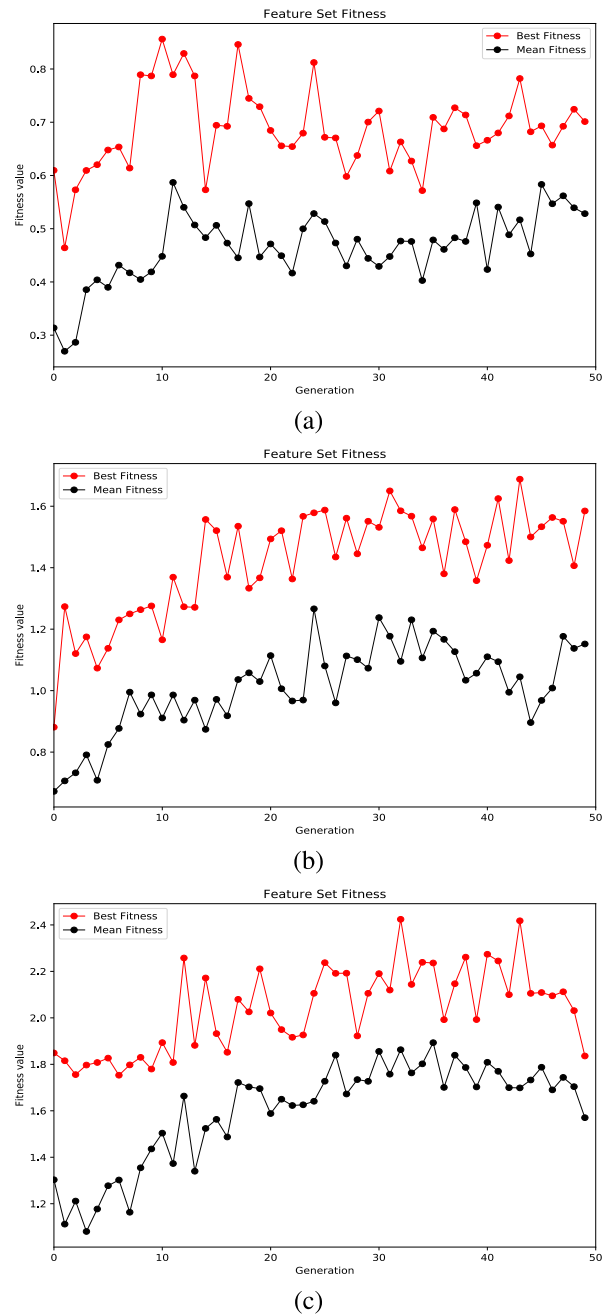 Feature Set Fitness
Best Fitness
Mean Fitness
0.8
0.7
0.6
0.5
0.4
0.3
Fitness value
0 10 20 30 40 50
Generation
(a)
Feature Set Fitness
Best Fitness
Mean Fitness
1.6
1.4
1.2
1.0
0.8
Fitness value
0 10 20 30 40 50
Generation
(b)
Feature Set Fitness
Best Fitness
Mean Fitness
2.4
2.2
2.0
1.8
1.6
1.4
1.2
Fitness value
0 10 20 30 40 50
Generation
(c)